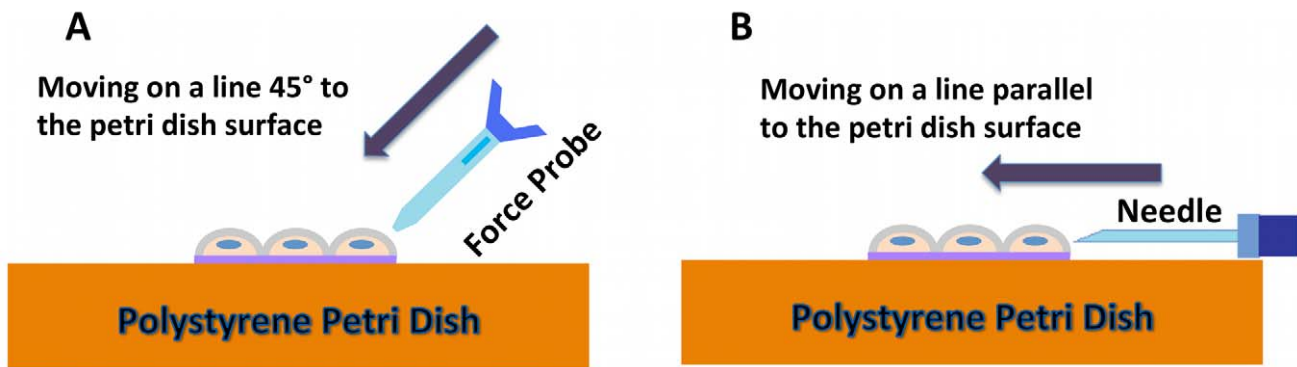 A
Moving on a line 45° to
the petri dish surface
Force Probe
Polystyrene Petri Dish
B
Moving on a line parallel
to the petri dish surface
Needle
Polystyrene Petri Dish